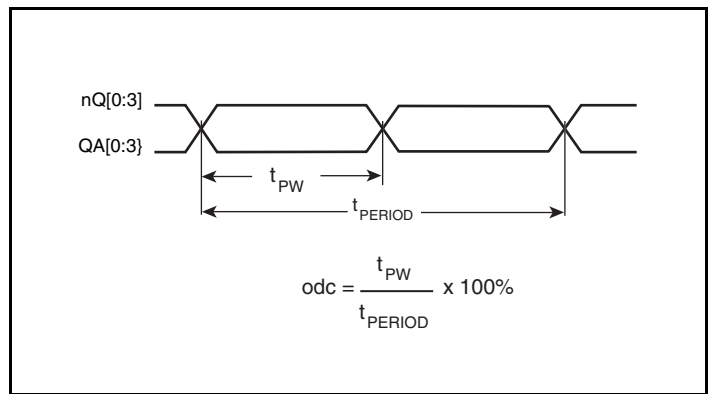 nQ[0:3]
QA[0:3}
tPW
tPERIOD
odc = tPW / tPERIOD x 100%